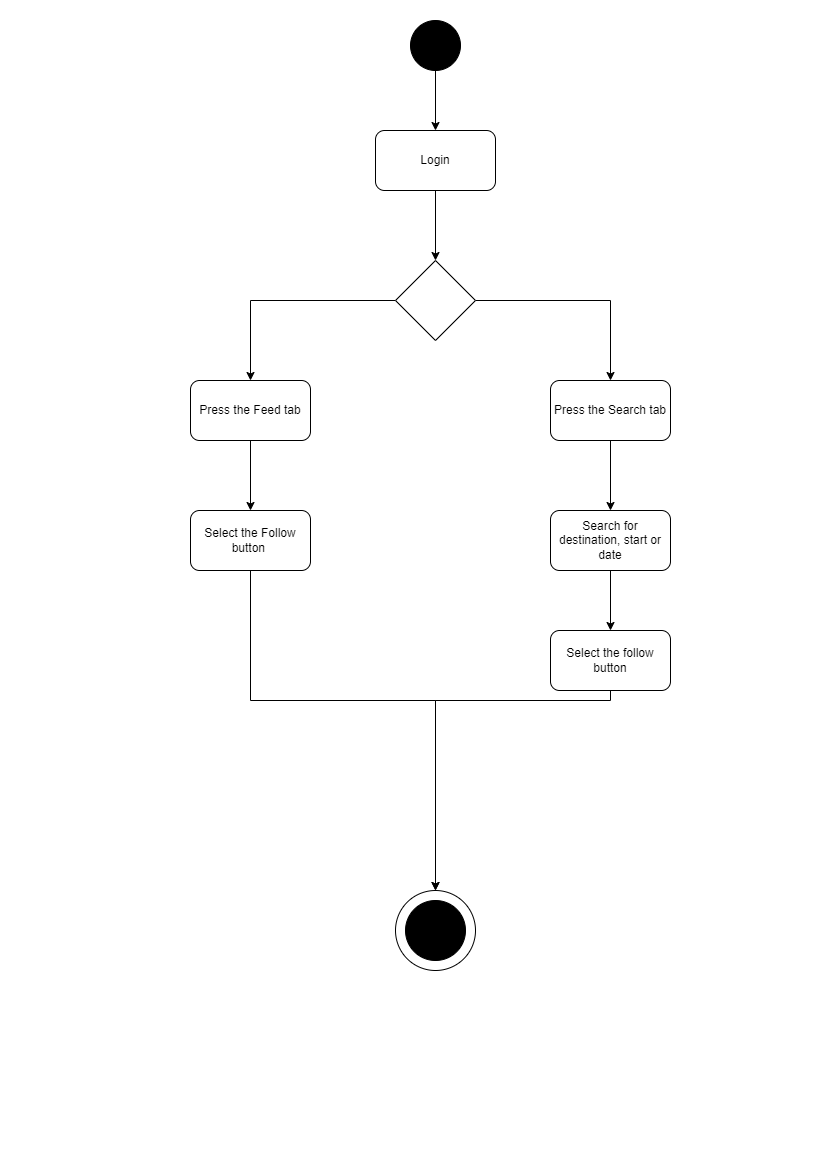 Login
Press the Feed tab
Press the Search tab
Select the Follow
button
Search for
destination, start or
date
Select the follow
button